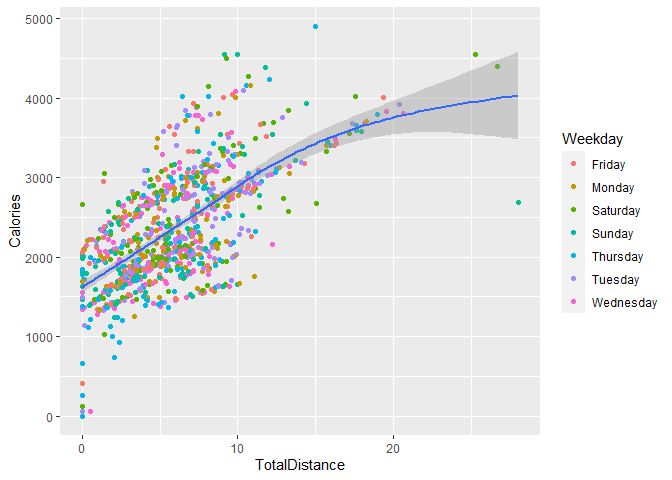 5000
4000
3000
2000
1000
0
Calories
0
10
20
TotalDistance
Weekday
Friday
Monday
Saturday
Sunday
Thursday
Tuesday
Wednesday